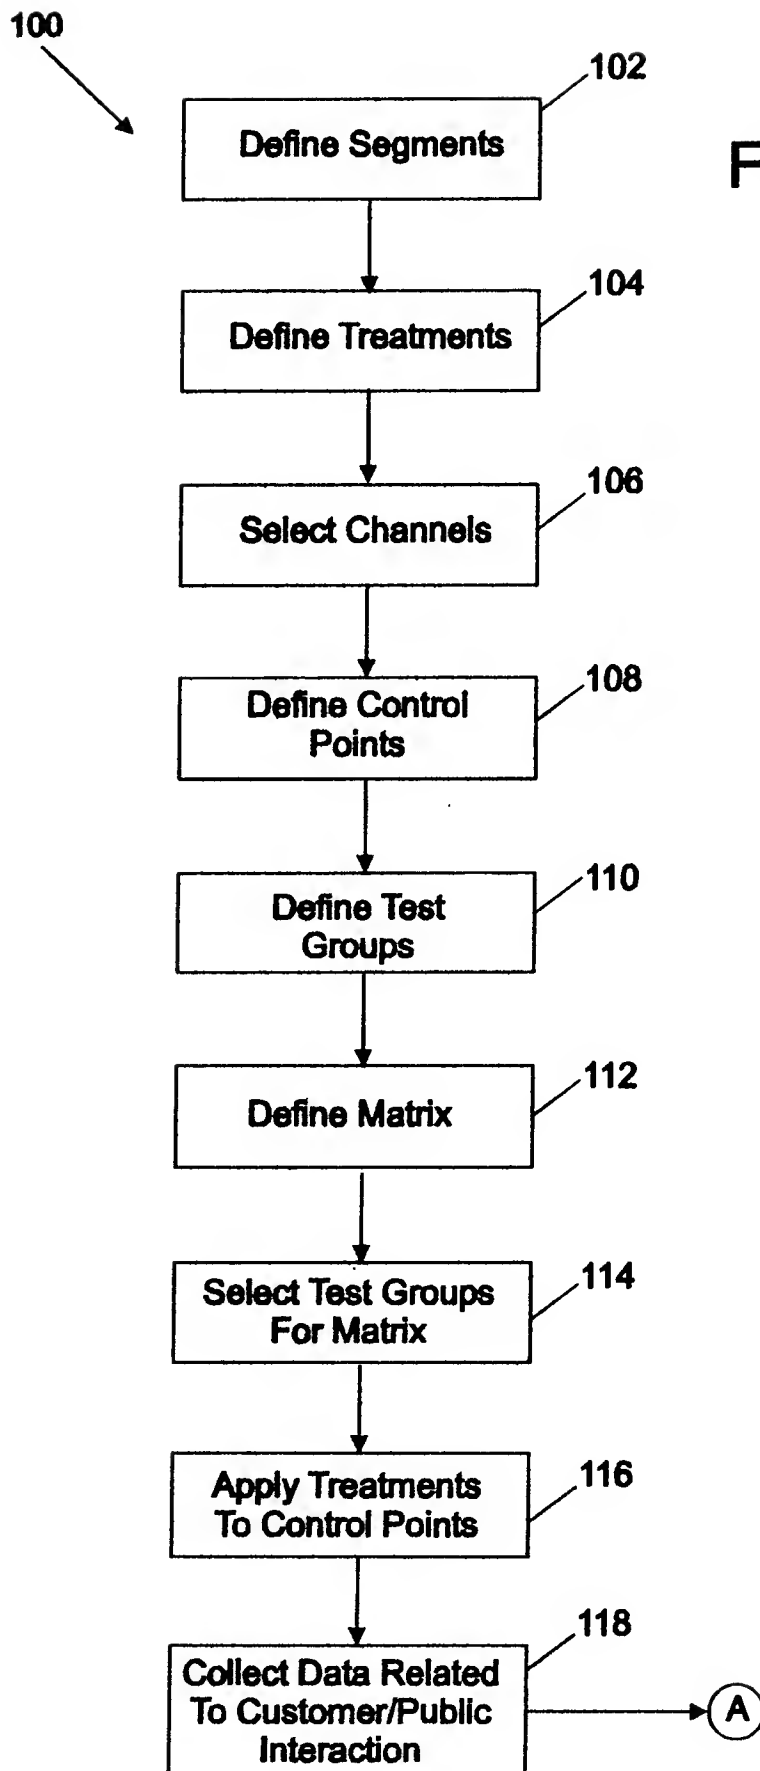 100
102
Define Segments
F
104
Define Treatments
106
Select Channels
108
Define Control
Points
110
Define Test
Groups
112
Define Matrix
114
Select Test Groups
For Matrix
116
Apply Treatments
To Control Points
118
Collect Data Related
To Customer/Public
Interaction
A